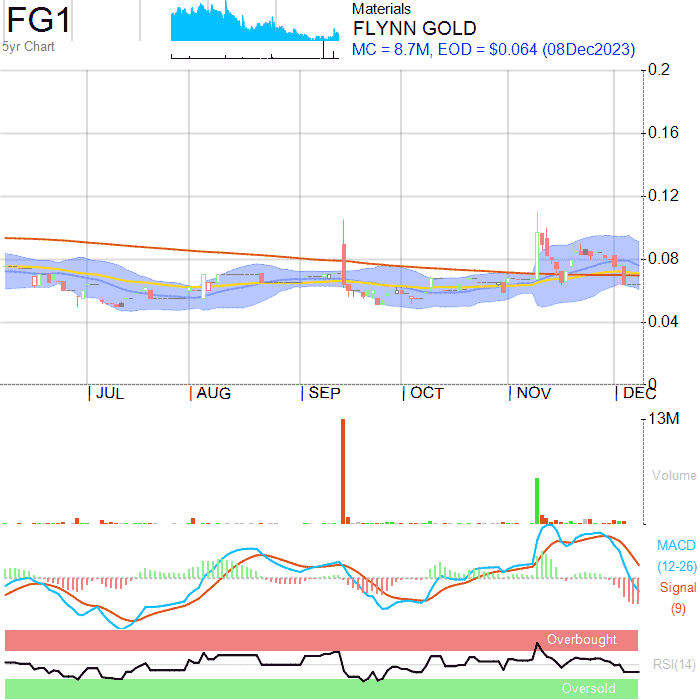 FG1
5yr Chart
Materials
FLYNN GOLD
MC = 8.7M, EOD = $0.064 (08Dec2023)
0.2
0.16
0.12
0.08
0.04
0
JUL AUG SEP OCT NOV DEC
13M
Volume
MACD
(12-26)
Signal
(9)
Overbought
RSI(14)
Oversold